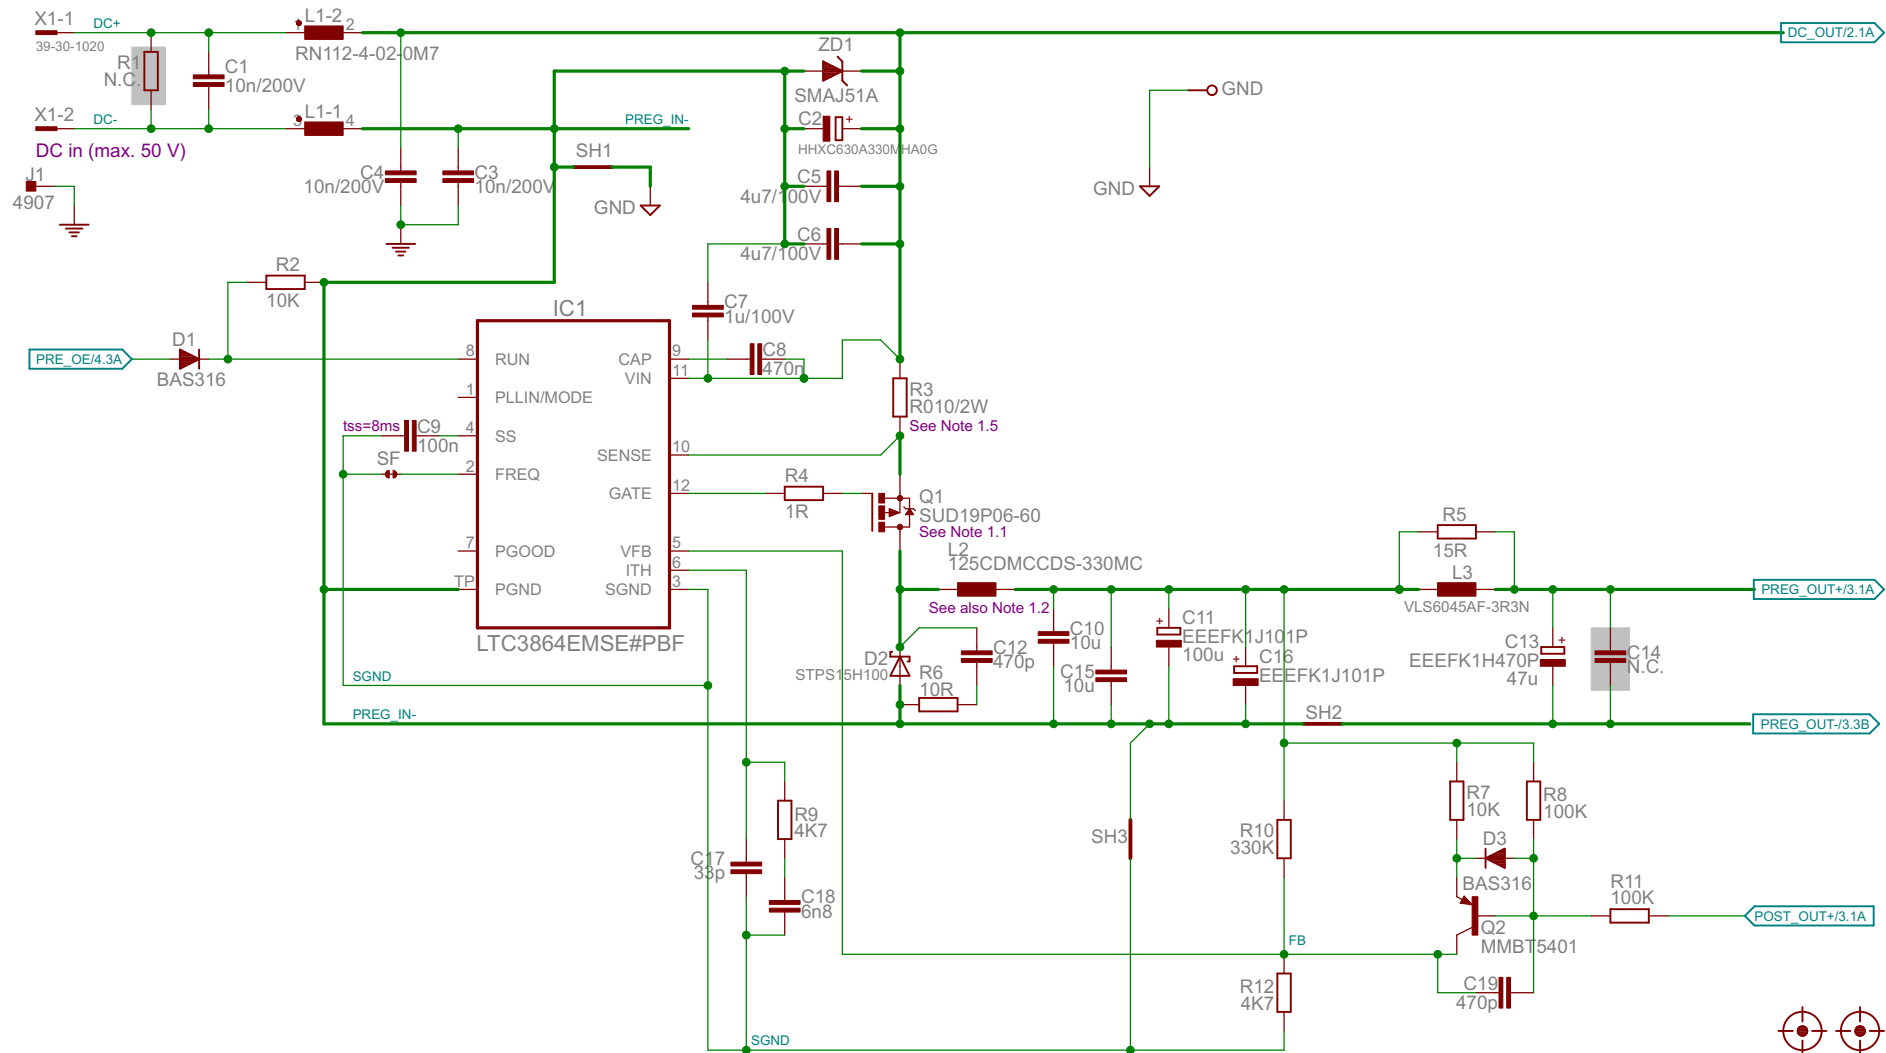 X1-1
DC+
39-30-1020
R1
N.C.
C1
10n/200V
1
L1-2
2
RN112-4-02-0M7
X1-2
DC-
3
L1-1
4
DC in (max. 50 V)
J1
4907
C4
10n/200V
C3
10n/200V
PREG_IN-
SH1
GND
ZD1
SMAJ51A
C2
+
HHXC630A330MHA0G
C5
4u7/100V
C6
4u7/100V
C7
1u/100V
DC_OUT/2.1A
GND
GND
R2
10K
PRE_OE/4.3A
D1
BAS316
IC1
8
RUN
1
PLLIN/MODE
4
SS
2
FREQ
7
PGOOD
TP
PGND
CAP
9
VIN
11
SENSE
10
GATE
12
VFB
5
ITH
6
SGND
3
LTC3864EMSE#PBF
tss=8ms
C9
100n
SF
C8
470n
R3
R010/2W
See Note 1.5
R4
1R
Q1
SUD19P06-60
See Note 1.1
L2
125CDMCCDS-330MC
See also Note 1.2
D2
STPS15H100
R6
10R
C12
470p
C10
10u
C15
10u
C11
+
EEEFK1J101P
100u
C16
+
EEEFK1J101P
R5
15R
L3
VLS6045AF-3R3N
C13
+
EEEFK1H470P
47u
C14
N.C.
PREG_OUT+/3.1A
SGND
PREG_IN-
SH2
PREG_OUT-/3.3B
R9
4K7
C17
33p
C18
6n8
SH3
R10
330K
R7
10K
R8
100K
D3
BAS316
R11
100K
POST_OUT+/3.1A
Q2
MMBT5401
FB
R12
4K7
C19
470p
SGND